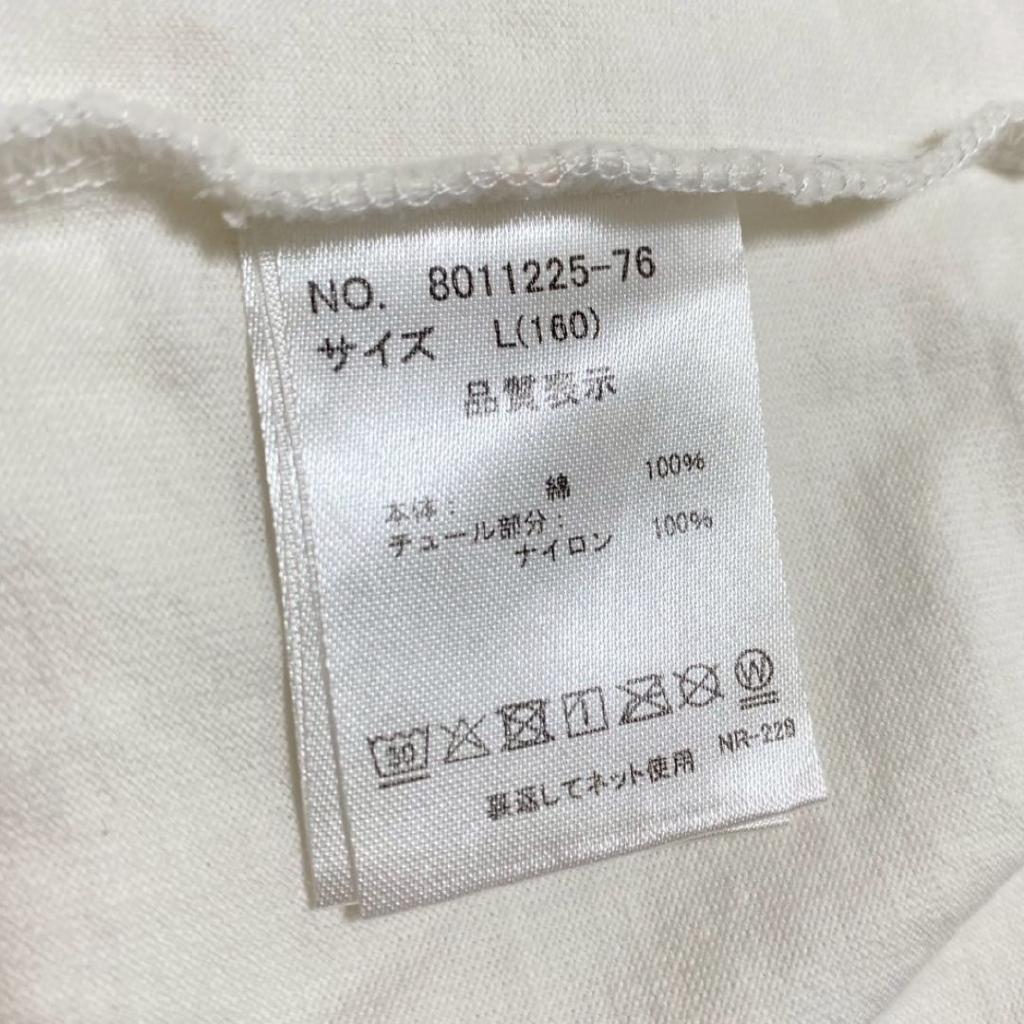 NO. 8011225-76
サイズ L(160)
品質表示
本体: 綿 100%
チュール部分:
ナイロン 100%
30 1 W
裏返してネット使用 NR-229